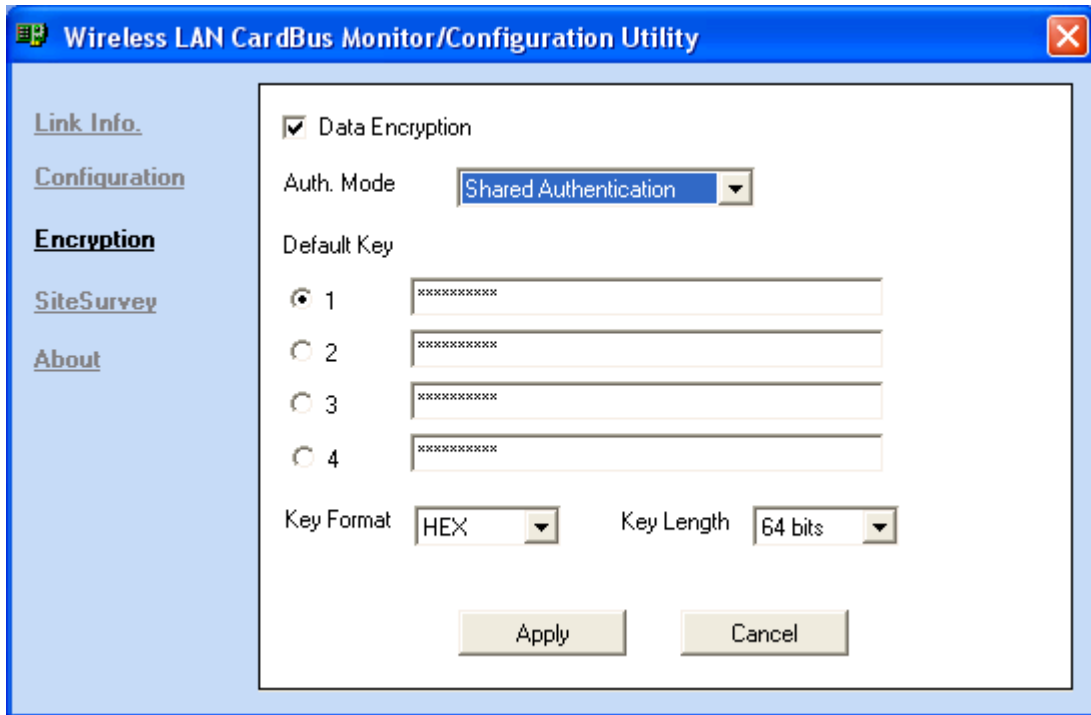 Wireless LAN CardBus Monitor/Configuration Utility
Link Info.
Configuration
Encryption
SiteSurvey
About
Data Encryption
Auth. Mode Shared Authentication
Default Key
1 **********
2 **********
3 **********
4 **********
Key Format HEX Key Length 64 bits
Apply Cancel